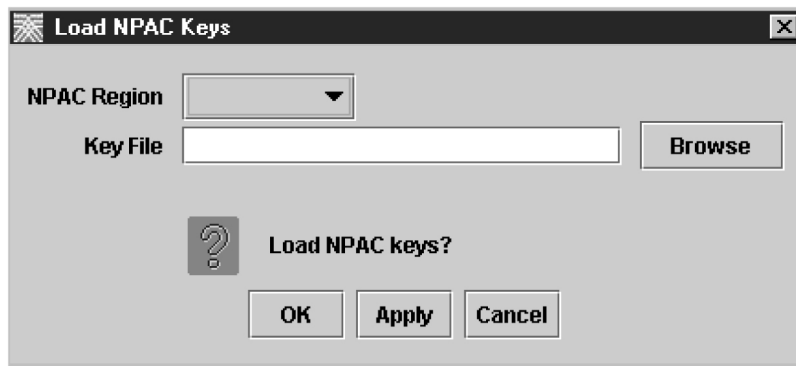 Load NPAC Keys
NPAC Region
Key File
Browse
Load NPAC keys?
OK Apply Cancel